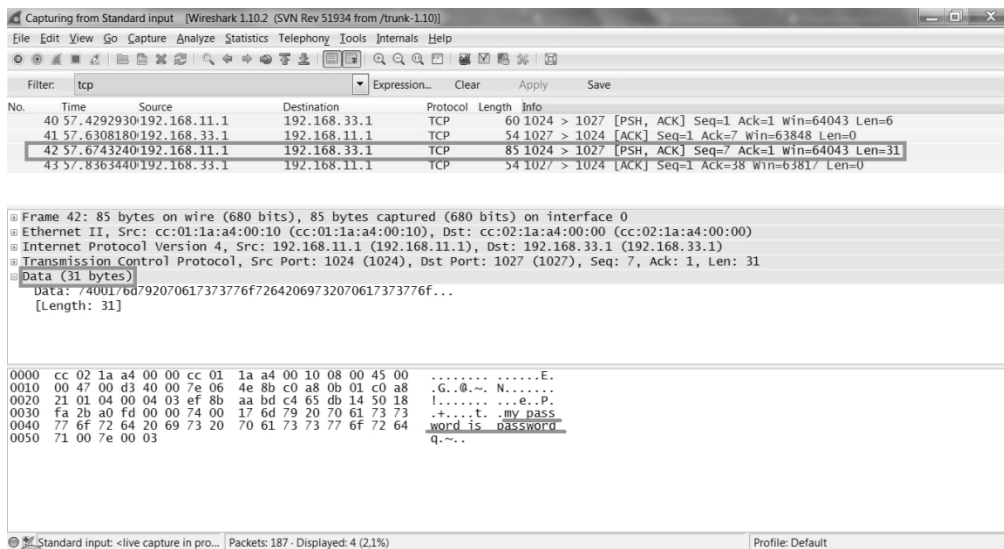 Capturing from Standard input [Wireshark 1.10.2 (SVN Rev 51934 from /trunk-1.10)]
File Edit View Go Capture Analyze Statistics Telephony Tools Internals Help
Filter: tcp Expression... Clear Apply Save
No. Time Source Destination Protocol Length Info
40 57.4292930(192.168.11.1 192.168.33.1 TCP 60 1024 > 1027 [PSH, ACK] Seq=1 Ack=1 Win=64043 Len=6
41 57.6308180(192.168.33.1 192.168.11.1 TCP 54 1027 > 1024 [ACK] Seq=1 Ack=7 Win=63848 Len=0
42 57.6743240(192.168.11.1 192.168.33.1 TCP 85 1024 > 1027 [PSH, ACK] Seq=7 Ack=1 Win=64043 Len=31
43 57.8363440(192.168.33.1 192.168.11.1 TCP 54 1027 > 1024 [ACK] Seq=1 Ack=38 Win=63817 Len=0
Frame 42: 85 bytes on wire (680 bits), 85 bytes captured (680 bits) on interface 0
Ethernet II, Src: cc:01:1a:a4:00:10 (cc:01:1a:a4:00:10), Dst: cc:02:1a:a4:00:00 (cc:02:1a:a4:00:00)
Internet Protocol Version 4, Src: 192.168.11.1 (192.168.11.1), Dst: 192.168.33.1 (192.168.33.1)
Transmission Control Protocol, Src Port: 1024 (1024), Dst Port: 1027 (1027), Seq: 7, Ack: 1, Len: 31
Data (31 bytes)
Data: 7400176d792070617373776f72642069732070617373776f...
[Length: 31]
0000 cc 02 1a a4 00 00 cc 01 1a a4 00 10 08 00 45 00 ........ ......E.
0010 00 47 00 d3 40 00 7e 06 4e 8b c0 a8 0b 01 c0 a8 .G..@.~. N.......
0020 21 01 04 00 04 03 ef 8b aa bd c4 65 db 14 50 18 !....... ...e..P.
0030 fa 2b a0 fd 00 00 74 00 17 6d 79 20 70 61 73 73 .+....t. .my pass
0040 77 6f 72 64 20 69 73 20 70 61 73 73 77 6f 72 64 word is password
0050 71 00 7e 00 03 q.~..
Standard input: <live capture in pro... Packets: 187 · Displayed: 4 (2,1%) Profile: Default